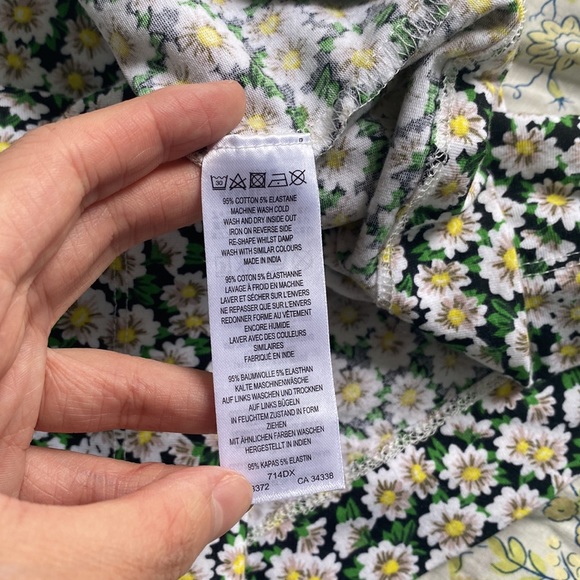 30
95% COTTON 5% ELASTANE
MACHINE WASH COLD
WASH AND DRY INSIDE OUT
IRON ON REVERSE SIDE
RE-SHAPE WHILST DAMP
WASH WITH SIMILAR COLOURS
MADE IN INDIA
95% COTON 5% ÉLASTHANNE
LAVAGE À FROID EN MACHINE
LAVER ET SÉCHER SUR L'ENVERS
NE REPASSER QUE SUR L'ENVERS
REDONNER FORME AU VÊTEMENT
ENCORE HUMIDE
LAVER AVEC DES COULEURS
SIMILAIRES
FABRIQUÉ EN INDE
95% BAUMWOLLE 5% ELASTHAN
KALTE MASCHINENWÄSCHE
AUF LINKS WASCHEN UND TROCKNEN
AUF LINKS BÜGELN
IN FEUCHTEM ZUSTAND IN FORM
ZIEHEN
MIT ÄHNLICHEN FARBEN WASCHEN
HERGESTELLT IN INDIEN
95% KAPAS 5% ELASTIN
714DX
3372 CA 34338